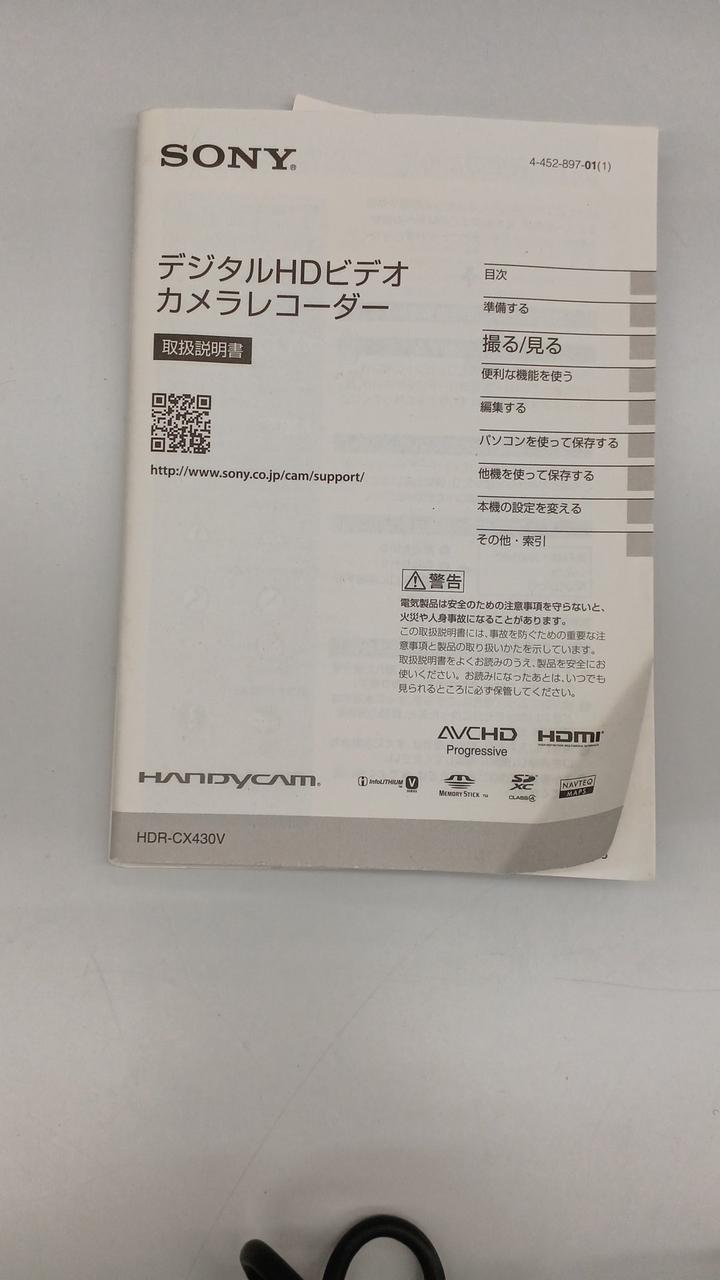 SONY®
4-452-897-01(1)
デジタルHDビデオ
カメラレコーダー
取扱説明書
http://www.sony.co.jp/cam/support/
目次
準備する
撮る/見る
便利な機能を使う
編集する
パソコンを使って保存する
他機を使って保存する
本機の設定を変える
その他・索引
警告
電気製品は安全のための注意事項を守らないと、
火災や人身事故になることがあります。
この取扱説明書には、事故を防ぐための重要な注
意事項と製品の取り扱いかたを示しています。
取扱説明書をよくお読みのうえ、製品を安全にお
使いください。お読みになったあとは、いつでも
見られるところに必ず保管してください。
AVCHD
Progressive
HDMI
HANDYCAM®
InfoLITHIUM™ V SERIES
MEMORY STICK™
SD XC
CLASS 4
NAVTEQ
MAPS
HDR-CX430V